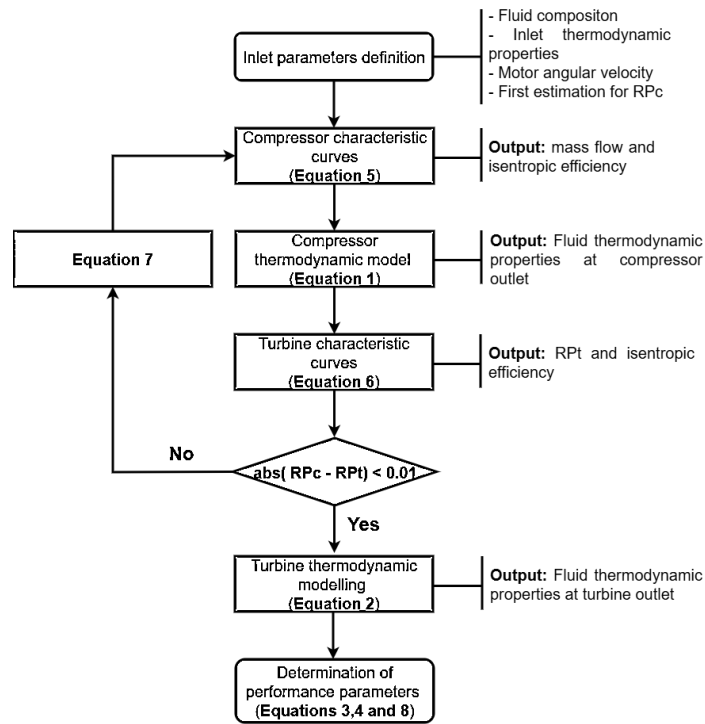 Inlet parameters definition
- Fluid compositon
- Inlet thermodynamic
properties
- Motor angular velocity
- First estimation for RPc
Compressor characteristic
curves
(Equation 5)
Output: mass flow and
isentropic efficiency
Equation 7
Compressor
thermodynamic model
(Equation 1)
Output: Fluid thermodynamic
properties at compressor
outlet
Turbine characteristic
curves
(Equation 6)
Output: RPt and isentropic
efficiency
No
abs( RPc - RPt) < 0.01
Yes
Turbine thermodynamic
modelling
(Equation 2)
Output: Fluid thermodynamic
properties at turbine outlet
Determination of
performance parameters
(Equations 3,4 and 8)